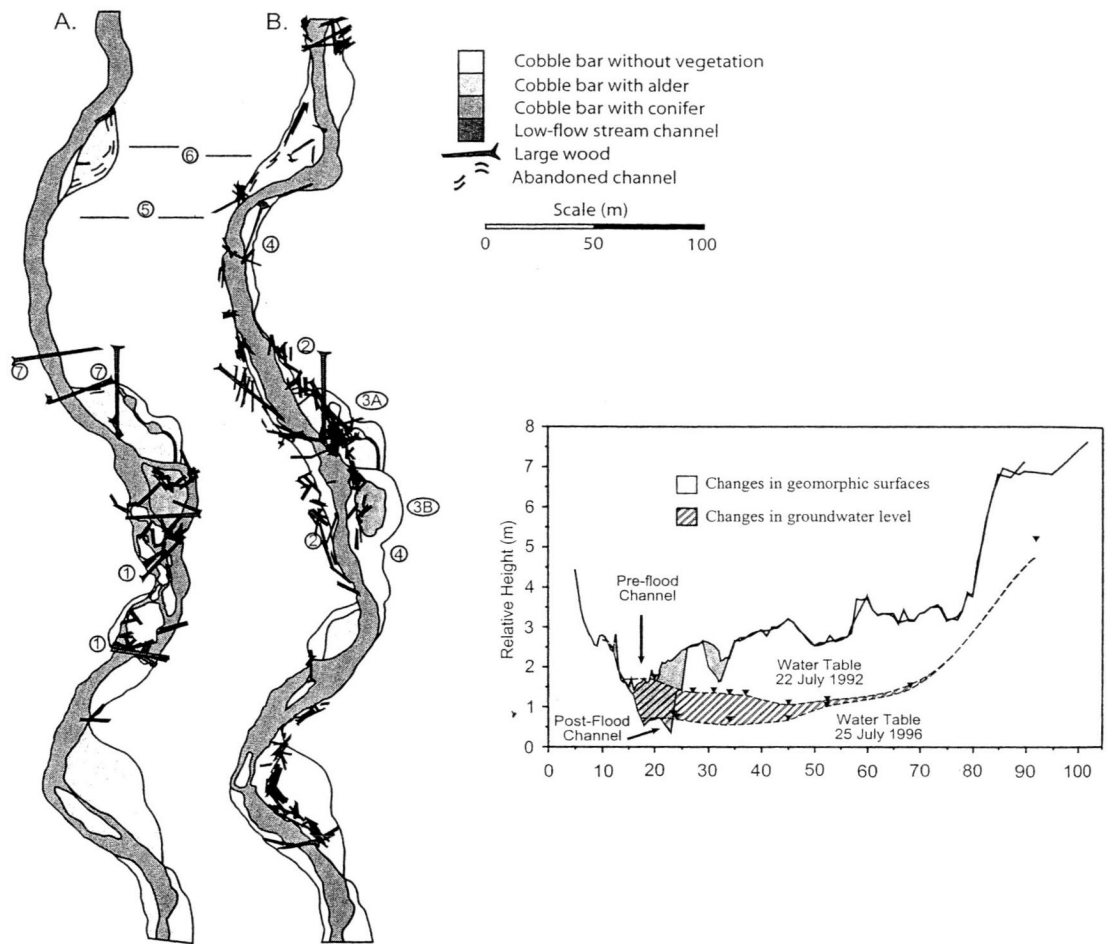 A.
B.
Cobble bar without vegetation
Cobble bar with alder
Cobble bar with conifer
Low-flow stream channel
Large wood
Abandoned channel
Scale (m)
0 50 100
⑥
⑤
④
②
⑦
⑦
3A
3B
②
④
①
①
8
7
6
5
4
3
2
1
0
Relative Height (m)
Changes in geomorphic surfaces
Changes in groundwater level
Pre-flood
Channel
Water Table
22 July 1992
Post-Flood
Channel
Water Table
25 July 1996
0 10 20 30 40 50 60 70 80 90 100